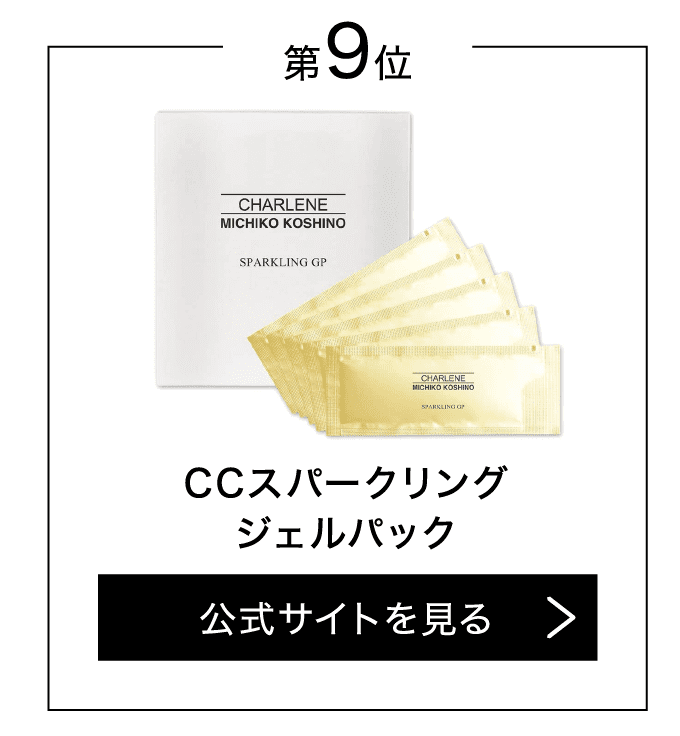 第9位
CHARLENE
MICHIKO KOSHINO
SPARKLING GP
CHARLENE
MICHIKO KOSHINO
SPARKLING GP
CCスパークリング
ジェルパック
公式サイトを見る